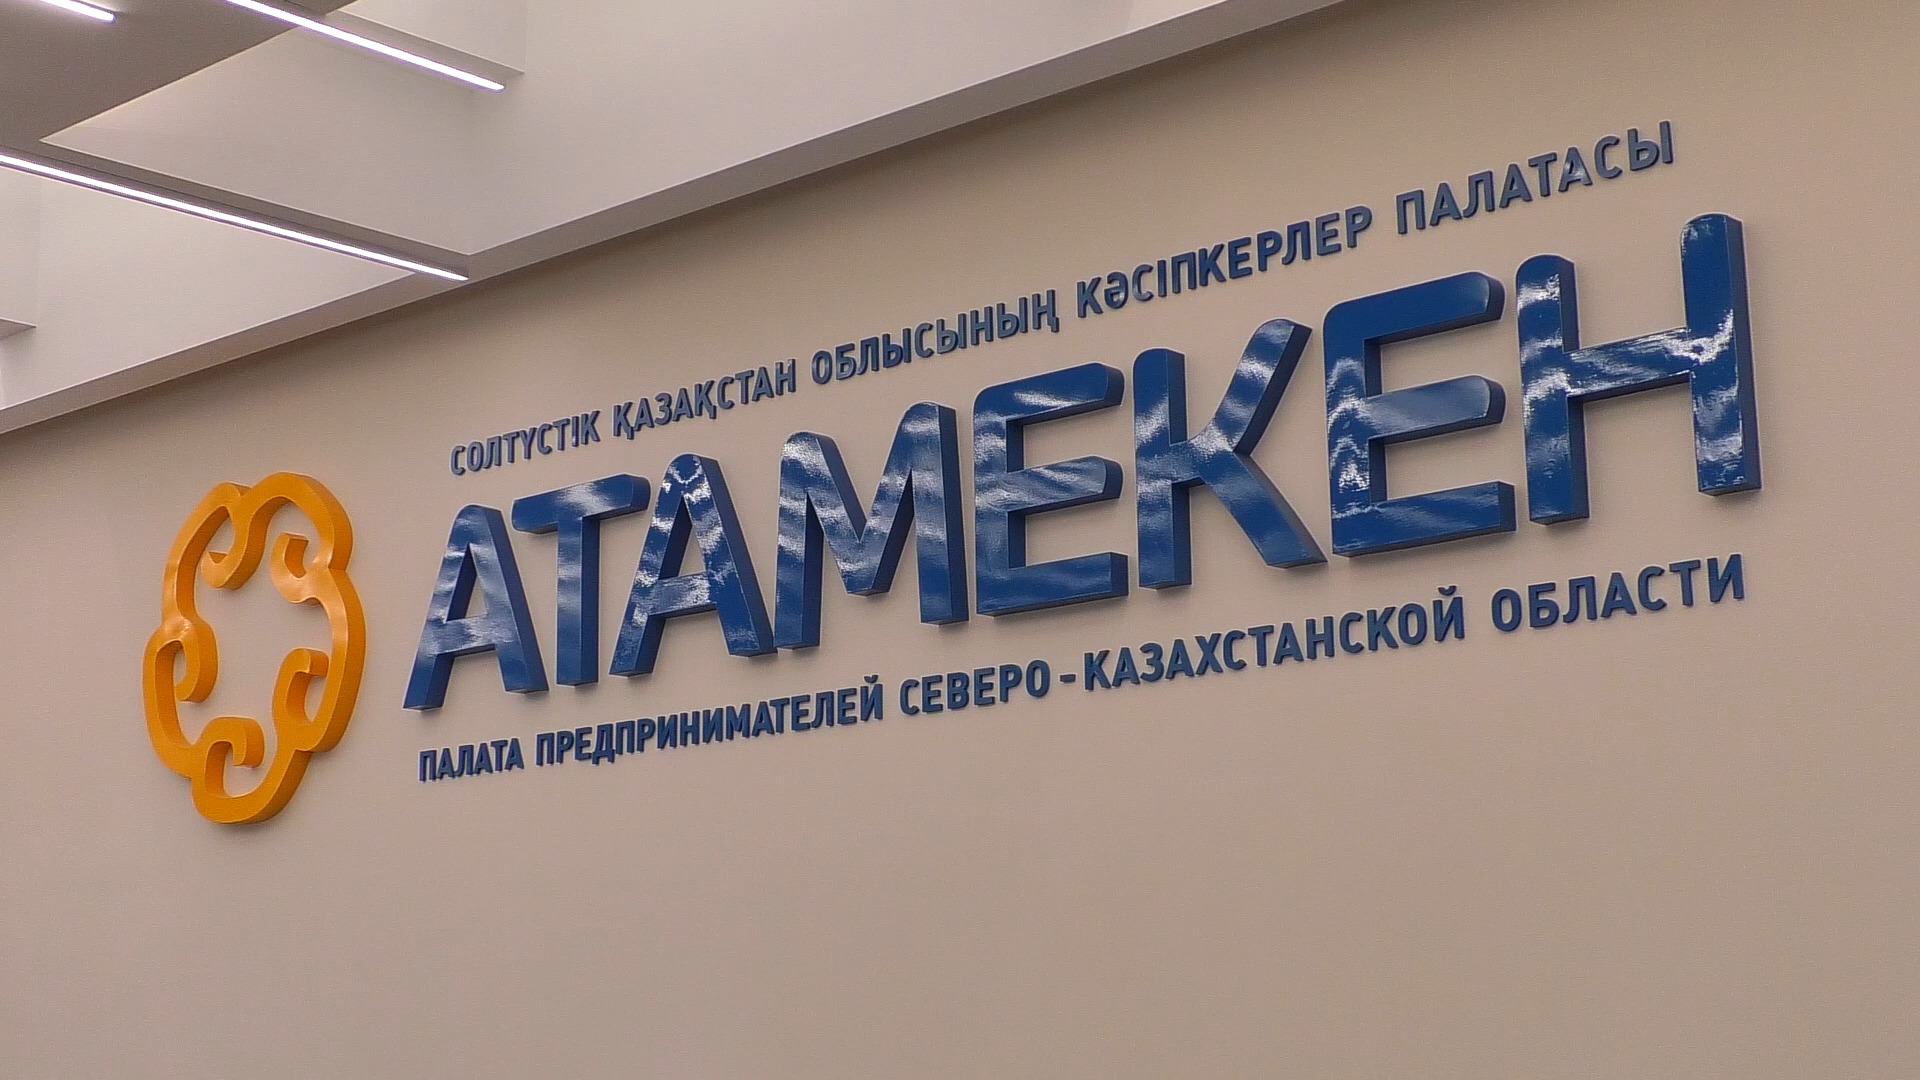 СОЛТҮСТІК ҚАЗАҚСТАН ОБЛЫСЫНЫҢ КӘСІПКЕРЛЕР ПАЛАТАСЫ
АТАМЕКЕН
ПАЛАТА ПРЕДПРИНИМАТЕЛЕЙ СЕВЕРО-КАЗАХСТАНСКОЙ ОБЛАСТИ